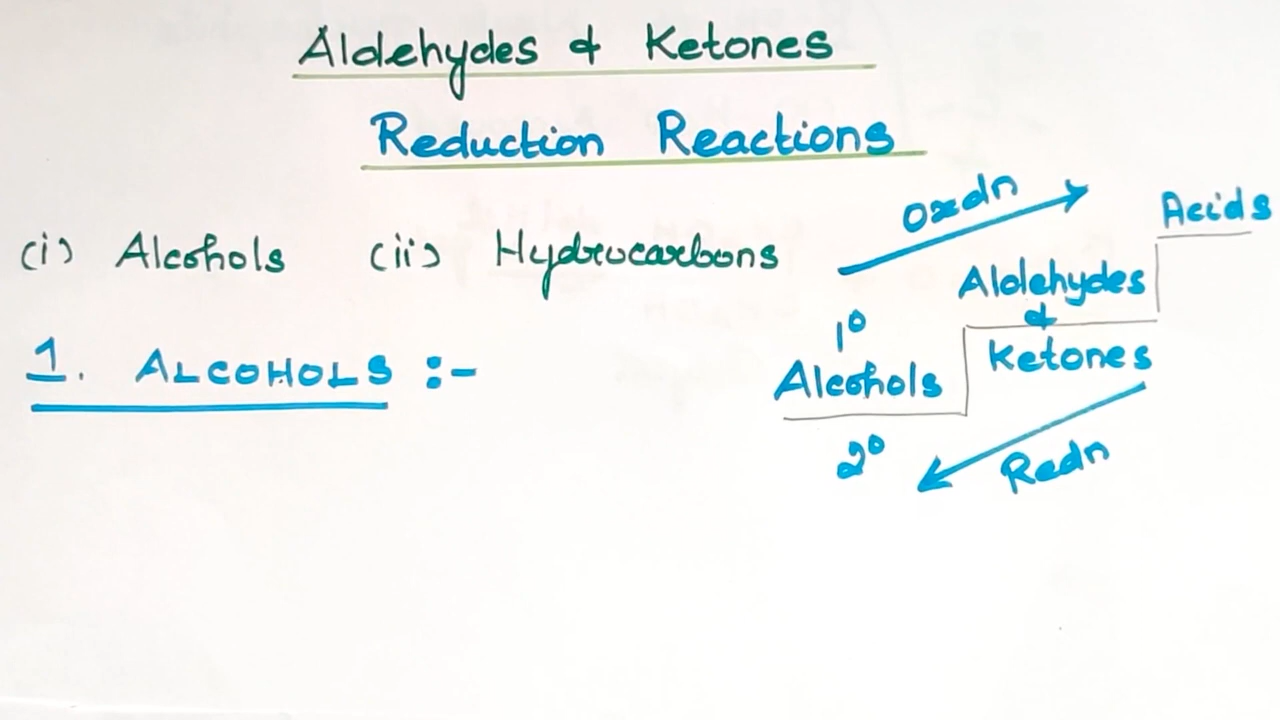 Aldehydes & Ketones
Reduction Reactions
(i) Alcohols (ii) Hydrocarbons
1. ALCOHOLS :-
Oxdn
Acids
Aldehydes
&
Ketones
1°
Alcohols
2°
Redn